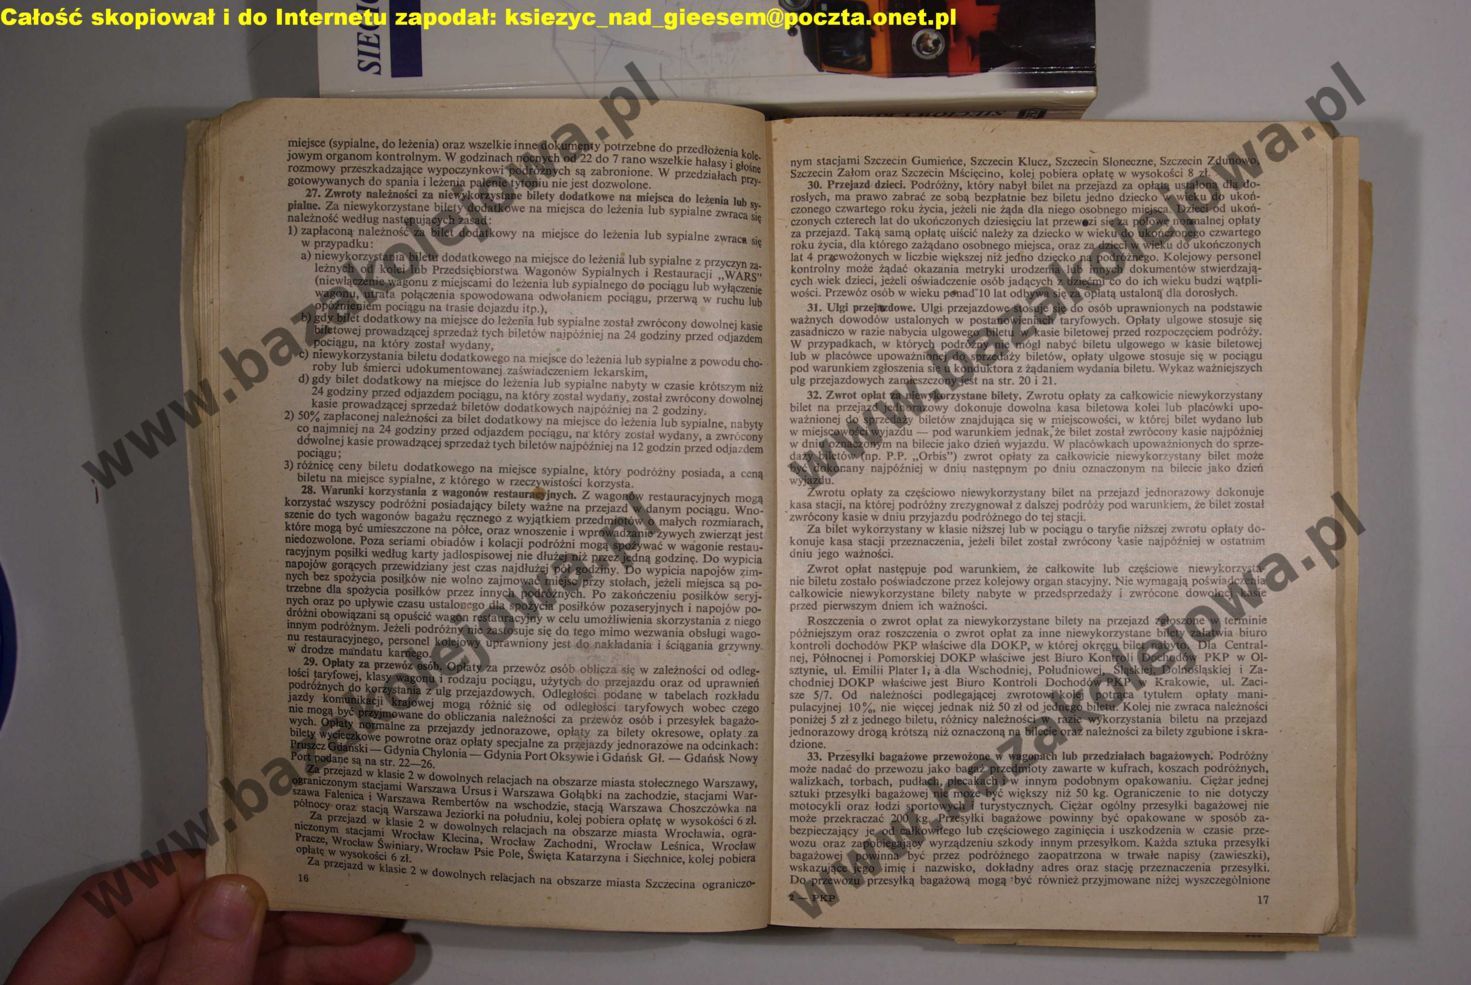 Całość skopiował i do Internetu zapodał: ksiezyc_nad_gieesem@poczta.onet.pl
miejsce (sypialne, do leżenia) oraz wszelkie inne dokumenty potrzebne do przedłożenia kole-
jowym organom kontrolnym. W godzinach nocnych od 22 do 7 rano wszelkie hałasy i głośne
rozmowy przeszkadzające wypoczynkowi podróżnych są zabronione. W przedziałach przy-
gotowywanych do spania i leżenia palenie tytoniu nie jest dozwolone.
27. Zwroty należności za niewykorzystane bilety dodatkowe na miejsca do leżenia lub sy-
pialne. Za niewykorzystane bilety dodatkowe na miejsca do leżenia lub sypialne zwraca się
należność według następujących zasad:
1) zapłaconą należność za bilet dodatkowy na miejsce do leżenia lub sypialne zwraca się
w przypadku:
a) niewykorzystania biletu dodatkowego na miejsce do leżenia lub sypialne z przyczyn za-
leżnych od kolei lub Przedsiębiorstwa Wagonów Sypialnych i Restauracji „WARS"
(niewłączenie wagonu z miejscami do leżenia lub sypialnego do pociągu lub wyłączenie
wagonu, utrata połączenia spowodowana odwołaniem pociągu, przerwą w ruchu lub
opóźnieniem pociągu na trasie dojazdu itp.),
b) gdy bilet dodatkowy na miejsce do leżenia lub sypialne został zwrócony dowolnej kasie
biletowej prowadzącej sprzedaż tych biletów najpóźniej na 24 godziny przed odjazdem
pociągu, na który został wydany,
c) niewykorzystania biletu dodatkowego na miejsce do leżenia lub sypialne z powodu cho-
roby lub śmierci udokumentowanej zaświadczeniem lekarskim,
d) gdy bilet dodatkowy na miejsce do leżenia lub sypialne nabyty w czasie krótszym niż
24 godziny przed odjazdem pociągu, na który został wydany, został zwrócony dowolnej
kasie prowadzącej sprzedaż biletów dodatkowych najpóźniej na 2 godziny.
2) 50% zapłaconej należności za bilet dodatkowy na miejsce do leżenia lub sypialne, nabyty
co najmniej na 24 godziny przed odjazdem pociągu, na który został wydany, a zwrócony
dowolnej kasie prowadzącej sprzedaż tych biletów najpóźniej na 12 godzin przed odjazdem
pociągu;
3) różnicę ceny biletu dodatkowego na miejsce sypialne, który podróżny posiada, a ceną
biletu na miejsce sypialne, z którego w rzeczywistości korzysta.
28. Warunki korzystania z wagonów restauracyjnych. Z wagonów restauracyjnych mogą
korzystać wszyscy podróżni posiadający bilety ważne na przejazd w danym pociągu. Wno-
szenie do tych wagonów bagażu ręcznego z wyjątkiem przedmiotów o małych rozmiarach,
które mogą być umieszczone na półce, oraz wnoszenie i wprowadzanie żywych zwierząt jest
niedozwolone. Poza seriami obiadów i kolacji podróżni mogą spożywać w wagonie restau-
racyjnym posiłki według karty jadłospisowej nie dłużej niż przez jedną godzinę. Do wypicia
napojów gorących przewidziany jest czas najdłużej pół godziny. Do wypicia napojów zim-
nych bez spożycia posiłków nie wolno zajmować miejsc przy stołach, jeżeli miejsca są po-
trzebne dla spożycia posiłków przez innych podróżnych. Po zakończeniu posiłków seryj-
nych oraz po upływie czasu ustalonego dla spożycia posiłków pozaseryjnych i napojów po-
dróżni obowiązani są opuścić wagon restauracyjny w celu umożliwienia skorzystania z niego
innym podróżnym. Jeżeli podróżny nie zastosuje się do tego mimo wezwania obsługi wago-
nu restauracyjnego, personel kolejowy uprawniony jest do nakładania i ściągania grzywny
w drodze mandatu karnego.
29. Opłaty za przewóz osób. Opłaty za przewóz osób oblicza się w zależności od odleg-
łości taryfowej, klasy wagonu i rodzaju pociągu, użytych do przejazdu oraz od uprawnień
podróżnych do korzystania z ulg przejazdowych. Odległości podane w tabelach rozkładu
jazdy komunikacji krajowej mogą różnić się od odległości taryfowych wobec czego
nie mogą być przyjmowane do obliczania należności za przewóz osób i przesyłek bagażo-
wych. Opłaty normalne za przejazdy jednorazowe, opłaty za bilety okresowe, opłaty za
bilety wycieczkowe powrotne oraz opłaty specjalne za przejazdy jednorazowe na odcinkach:
Pruszcz Gdański — Gdynia Chylonia — Gdynia Port Oksywie i Gdańsk Gł. — Gdańsk Nowy
Port podane są na str. 22—26.
Za przejazd w klasie 2 w dowolnych relacjach na obszarze miasta stołecznego Warszawy,
ograniczonym stacjami Warszawa Ursus i Warszawa Gołąbki na zachodzie, stacjami War-
szawa Falenica i Warszawa Rembertów na wschodzie, stacją Warszawa Choszczówka na
północy oraz stacją Warszawa Jeziorki na południu, kolej pobiera opłatę w wysokości 6 zł.
Za przejazd w klasie 2 w dowolnych relacjach na obszarze miasta Wrocławia, ogra-
niczonym stacjami Wrocław Klecina, Wrocław Zachodni, Wrocław Leśnica, Wrocław
Pracze, Wrocław Świniary, Wrocław Psie Pole, Święta Katarzyna i Siechnice, kolej pobiera
opłatę w wysokości 6 zł.
Za przejazd w klasie 2 w dowolnych relacjach na obszarze miasta Szczecina ograniczo-
16
nym stacjami Szczecin Gumieńce, Szczecin Klucz, Szczecin Słoneczne, Szczecin Zdunowo,
Szczecin Załom oraz Szczecin Mścięcino, kolej pobiera opłatę w wysokości 8 zł.
30. Przejazd dzieci. Podróżny, który nabył bilet na przejazd za opłatą ustaloną dla do-
rosłych, ma prawo zabrać ze sobą bezpłatnie bez biletu jedno dziecko w wieku do ukoń-
czonego czwartego roku życia, jeżeli nie żąda dla niego osobnego miejsca. Dzieci od ukoń-
czonych czterech lat do ukończonych dziesięciu lat przewozi się za połowę normalnej opłaty
za przejazd. Taką samą opłatę uiścić należy za dziecko w wieku do ukończonego czwartego
roku życia, dla którego zażądano osobnego miejsca, oraz za dzieci w wieku do ukończonych
lat 4 przewożonych w liczbie większej niż jedno dziecko na podróżnego. Kolejowy personel
kontrolny może żądać okazania metryki urodzenia lub innych dokumentów stwierdzają-
cych wiek dzieci, jeżeli oświadczenie osób jadących z dziećmi co do ich wieku budzi wątpli-
wości. Przewóz osób w wieku ponad 10 lat odbywa się za opłatą ustaloną dla dorosłych.
31. Ulgi przejazdowe. Ulgi przejazdowe stosuje się do osób uprawnionych na podstawie
ważnych dowodów ustalonych w postanowieniach taryfowych. Opłaty ulgowe stosuje się
zasadniczo w razie nabycia ulgowego biletu w kasie biletowej przed rozpoczęciem podróży.
W przypadkach, w których podróżny nie mógł nabyć biletu ulgowego w kasie biletowej
lub w placówce upoważnionej do sprzedaży biletów, opłaty ulgowe stosuje się w pociągu
pod warunkiem zgłoszenia się u konduktora z żądaniem wydania biletu. Wykaz ważniejszych
ulg przejazdowych zamieszczony jest na str. 20 i 21.
32. Zwrot opłat za niewykorzystane bilety. Zwrotu opłaty za całkowicie niewykorzystany
bilet na przejazd jednorazowy dokonuje dowolna kasa biletowa kolei lub placówki upo-
ważnionej do sprzedaży biletów znajdująca się w miejscowości, w której bilet wydano lub
w miejscowości wyjazdu — pod warunkiem jednak, że bilet został zwrócony kasie najpóźniej
w dniu oznaczonym na bilecie jako dzień wyjazdu. W placówkach upoważnionych do sprze-
daży biletów (np. P.P. „Orbis") zwrot opłaty za całkowicie niewykorzystany bilet może
być dokonany najpóźniej w dniu następnym po dniu oznaczonym na bilecie jako dzień
wyjazdu.
Zwrotu opłaty za częściowo niewykorzystany bilet na przejazd jednorazowy dokonuje
kasa stacji, na której podróżny zrezygnował z dalszej podróży pod warunkiem, że bilet został
zwrócony kasie w dniu przyjazdu podróżnego do tej stacji.
Za bilet wykorzystany w klasie niższej lub w pociągu o taryfie niższej zwrotu opłaty do-
konuje kasa stacji przeznaczenia, jeżeli bilet został zwrócony kasie najpóźniej w ostatnim
dniu jego ważności.
Zwrot opłat następuje pod warunkiem, że całkowite lub częściowe niewykorzysta-
nie biletu zostało poświadczone przez kolejowy organ stacyjny. Nie wymagają poświadczenia
całkowicie niewykorzystane bilety nabyte w przedsprzedaży i zwrócone dowolnej kasie
przed pierwszym dniem ich ważności.
Roszczenia o zwrot opłat za niewykorzystane bilety na przejazd zgłoszone w terminie
późniejszym oraz roszczenia o zwrot opłat za inne niewykorzystane bilety załatwia biuro
kontroli dochodów PKP właściwe dla DOKP, w której okręgu bilet nabyto. Dla Central-
nej, Północnej i Pomorskiej DOKP właściwe jest Biuro Kontroli Dochodów PKP w Ol-
sztynie, ul. Emilii Plater 1, a dla Wschodniej, Południowej, Śląskiej, Dolnośląskiej i Za-
chodniej DOKP właściwe jest Biuro Kontroli Dochodów PKP w Krakowie, ul. Zaci-
sze 5/7. Od należności podlegającej zwrotowi kolej potrąca tytułem opłaty mani-
pulacyjnej 10%, nie więcej jednak niż 50 zł od jednego biletu. Kolej nie zwraca należności
poniżej 5 zł z jednego biletu, różnicy należności w razie wykorzystania biletu na przejazd
jednorazowy drogą krótszą niż oznaczoną na bilecie oraz należności za bilety zgubione i skra-
dzione.
33. Przesyłki bagażowe przewożone w wagonach lub przedziałach bagażowych. Podróżny
może nadać do przewozu jako bagaż przedmioty zawarte w kufrach, koszach podróżnych,
walizkach, torbach, pudłach, plecakach i w innym podobnym opakowaniu. Ciężar jednej
sztuki przesyłki bagażowej nie może być większy niż 50 kg. Ograniczenie to nie dotyczy
motocykli oraz łodzi sportowych i turystycznych. Ciężar ogólny przesyłki bagażowej nie
może przekraczać 200 kg. Przesyłki bagażowe powinny być opakowane w sposób za-
bezpieczający je od całkowitego lub częściowego zaginięcia i uszkodzenia w czasie prze-
wozu oraz zapobiegający wyrządzeniu szkody innym przesyłkom. Każda sztuka przesyłki
bagażowej powinna być przez podróżnego zaopatrzona w trwałe napisy (zawieszki),
wskazujące jego imię i nazwisko, dokładny adres oraz stację przeznaczenia przesyłki.
Do przewozu przesyłką bagażową mogą być również przyjmowane niżej wyszczególnione
2 — PKP
17
www.bazakolejowa.pl
www.bazakolejowa.pl
www.bazakolejowa.pl
www.bazakolejowa.pl